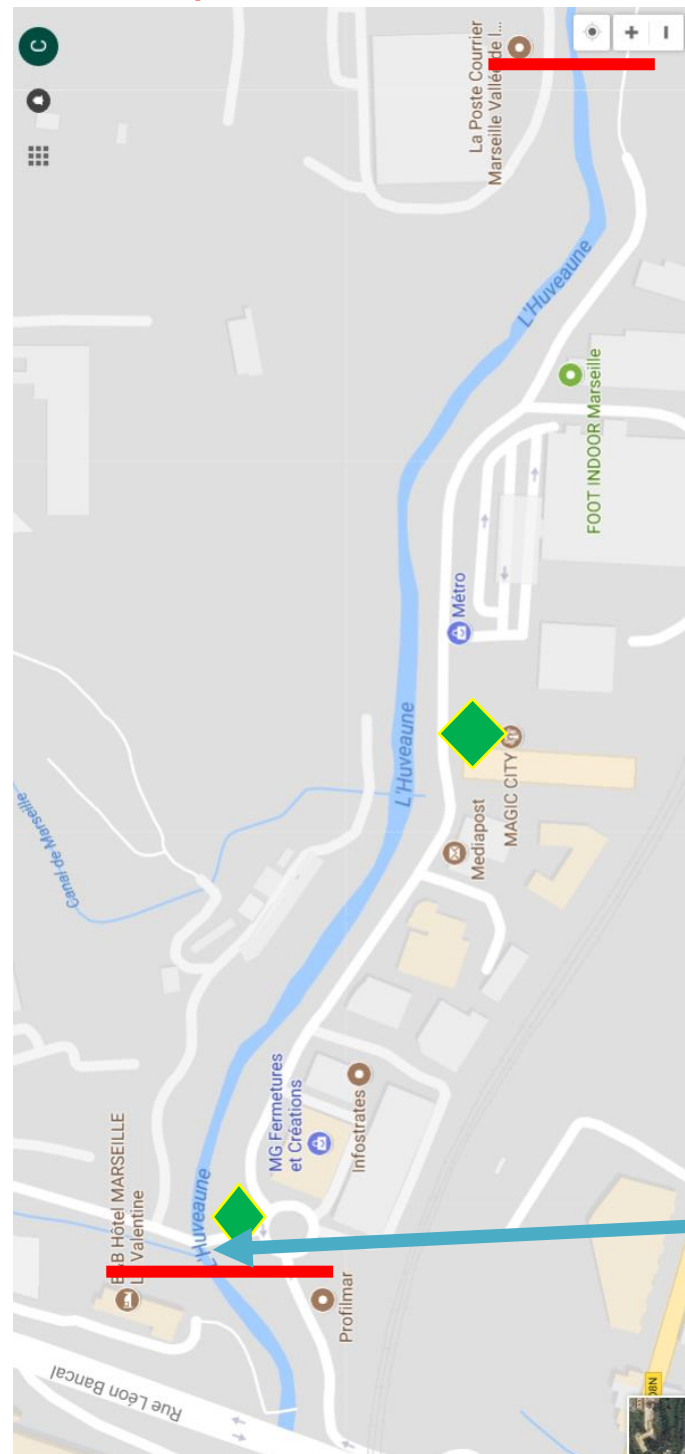 C
B&B Hôtel MARSEILLE
La Valentine
Rue Léon Bancal
L'Huveaune
Profilmar
MG Fermetures
et Créations
Infostrates
Canal de Marseille
L'Huveaune
Mediapost
MAGIC CITY
Métro
L'Huveaune
FOOT INDOOR Marseille
La Poste Courrier
Marseille Vallée de l...